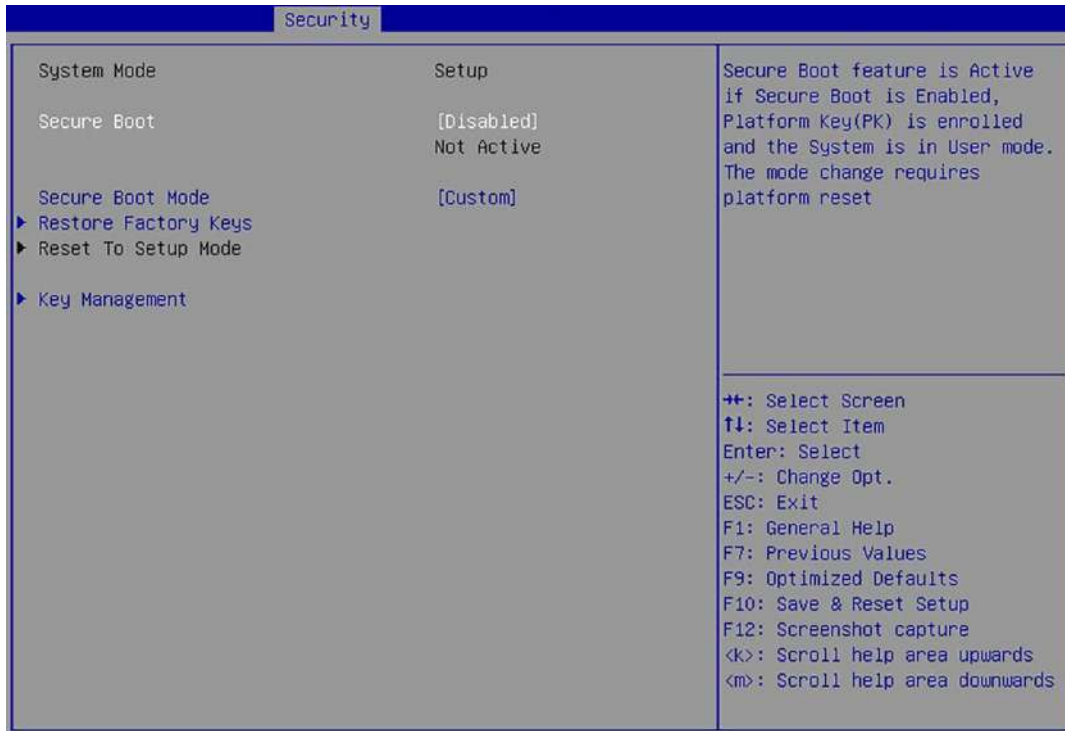 Security
System Mode Setup
Secure Boot [Disabled]
Not Active
Secure Boot Mode [Custom]
Restore Factory Keys
Reset To Setup Mode
Key Management
Secure Boot feature is Active
if Secure Boot is Enabled,
Platform Key(PK) is enrolled
and the System is in User mode.
The mode change requires
platform reset
→←: Select Screen
↑↓: Select Item
Enter: Select
+/-: Change Opt.
ESC: Exit
F1: General Help
F7: Previous Values
F9: Optimized Defaults
F10: Save & Reset Setup
F12: Screenshot capture
<k>: Scroll help area upwards
<m>: Scroll help area downwards